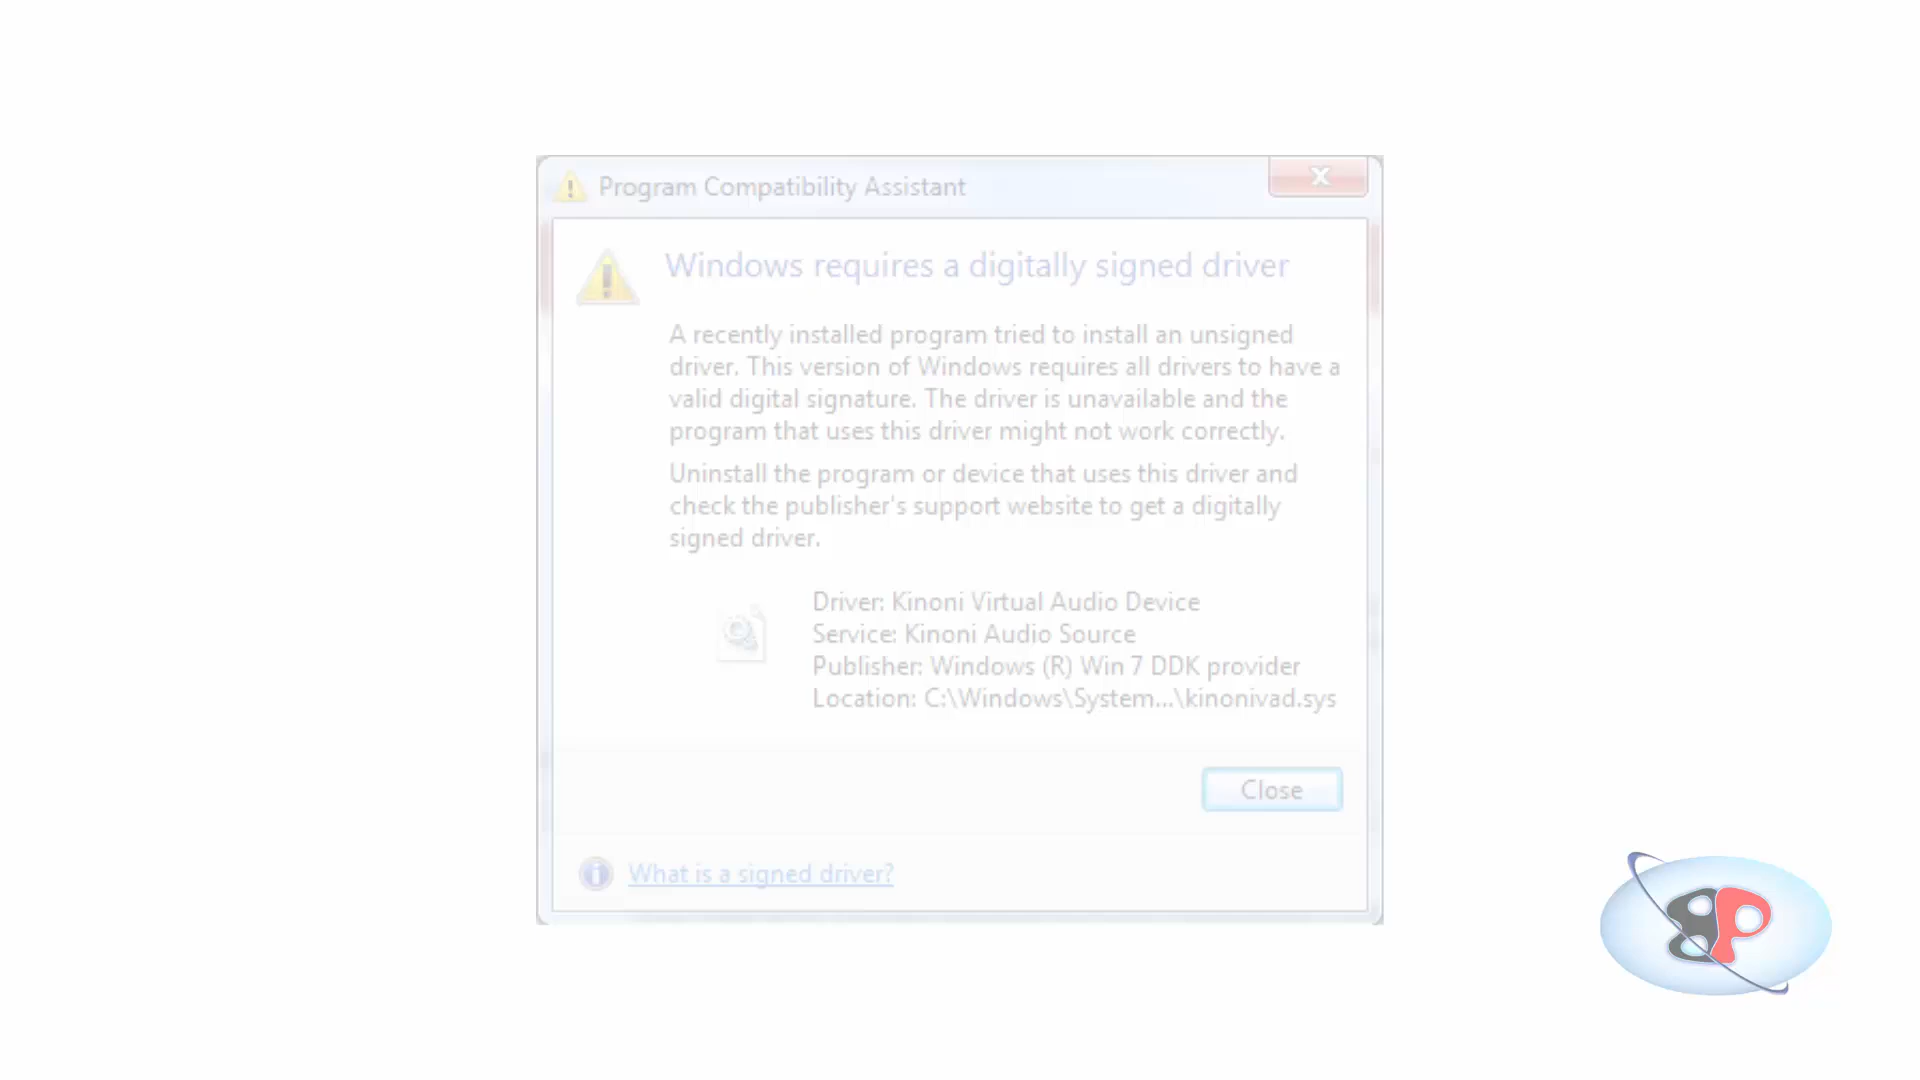 Program Compatibility Assistant
Windows requires a digitally signed driver
A recently installed program tried to install an unsigned
driver. This version of Windows requires all drivers to have a
valid digital signature. The driver is unavailable and the
program that uses this driver might not work correctly.
Uninstall the program or device that uses this driver and
check the publisher's support website to get a digitally
signed driver.
Driver: Kinoni Virtual Audio Device
Service: Kinoni Audio Source
Publisher: Windows (R) Win 7 DDK provider
Location: C:\Windows\System...\kinonivad.sys
Close
What is a signed driver?
BP